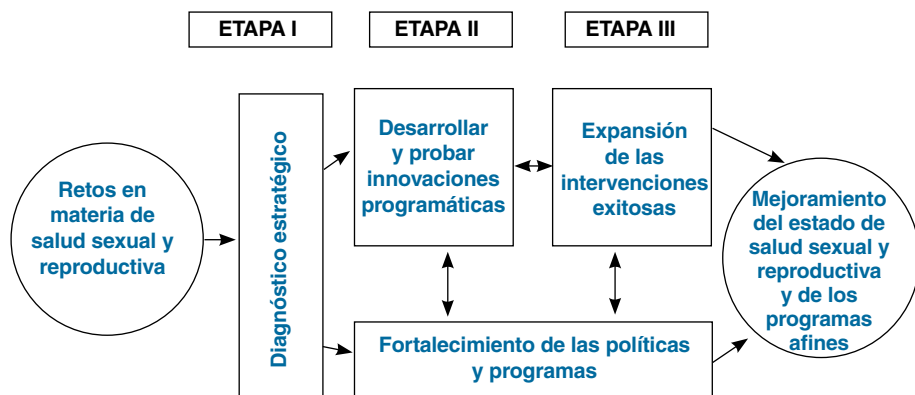 ETAPA I
ETAPA II
ETAPA III
Retos en
materia de
salud sexual y
reproductiva
Diagnóstico estratégico
Desarrollar
y probar
innovaciones
programáticas
Expansión
de las
intervenciones
exitosas
Fortalecimiento de las políticas
y programas
Mejoramiento
del estado de
salud sexual y
reproductiva
y de los
programas
afines